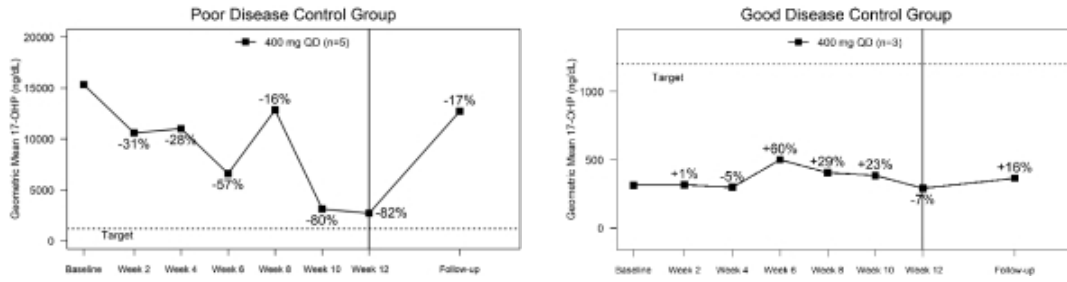 Poor Disease Control Group
Geometric Mean 17-OHP (ng/dL)
20000
15000
10000
5000
0
400 mg QD (n=5)
-31%
-28%
-57%
-16%
-80%
-82%
-17%
Target
Baseline Week 2 Week 4 Week 6 Week 8 Week 10 Week 12 Follow-up
Good Disease Control Group
Geometric Mean 17-OHP (ng/dL)
1000
500
0
400 mg QD (n=3)
Target
+1%
-5%
+60%
+29%
+23%
-7%
+16%
Baseline Week 2 Week 4 Week 6 Week 8 Week 10 Week 12 Follow-up